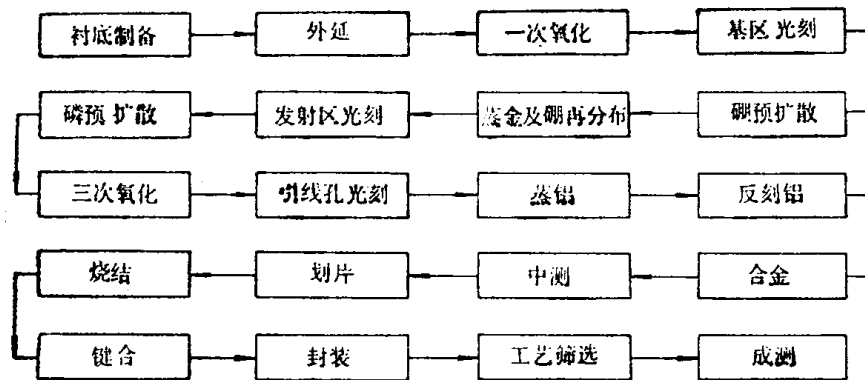 衬底制备 外延 一次氧化 基区光刻
磷预扩散 发射区光刻 蒸金及硼再分布 硼预扩散
三次氧化 引线孔光刻 蒸铝 反刻铝
烧结 划片 中测 合金
键合 封装 工艺筛选 成测